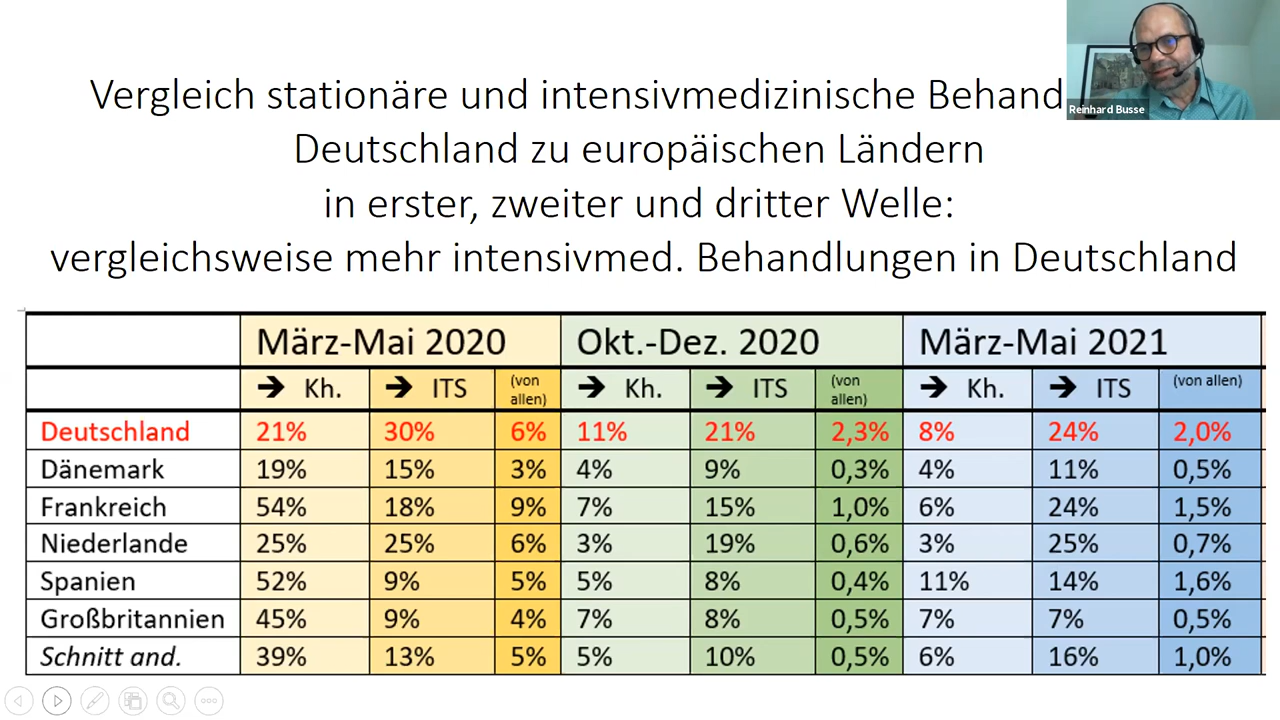 Vergleich stationäre und intensivmedizinische Behand
Reinhard Busse
Deutschland zu europäischen Ländern
in erster, zweiter und dritter Welle:
vergleichsweise mehr intensivmed. Behandlungen in Deutschland
März-Mai 2020 Okt.-Dez. 2020 März-Mai 2021
➔ Kh. ➔ ITS (von allen) ➔ Kh. ➔ ITS (von allen) ➔ Kh. ➔ ITS (von allen)
Deutschland 21% 30% 6% 11% 21% 2,3% 8% 24% 2,0%
Dänemark 19% 15% 3% 4% 9% 0,3% 4% 11% 0,5%
Frankreich 54% 18% 9% 7% 15% 1,0% 6% 24% 1,5%
Niederlande 25% 25% 6% 3% 19% 0,6% 3% 25% 0,7%
Spanien 52% 9% 5% 5% 8% 0,4% 11% 14% 1,6%
Großbritannien 45% 9% 4% 7% 8% 0,5% 7% 7% 0,5%
Schnitt and. 39% 13% 5% 5% 10% 0,5% 6% 16% 1,0%